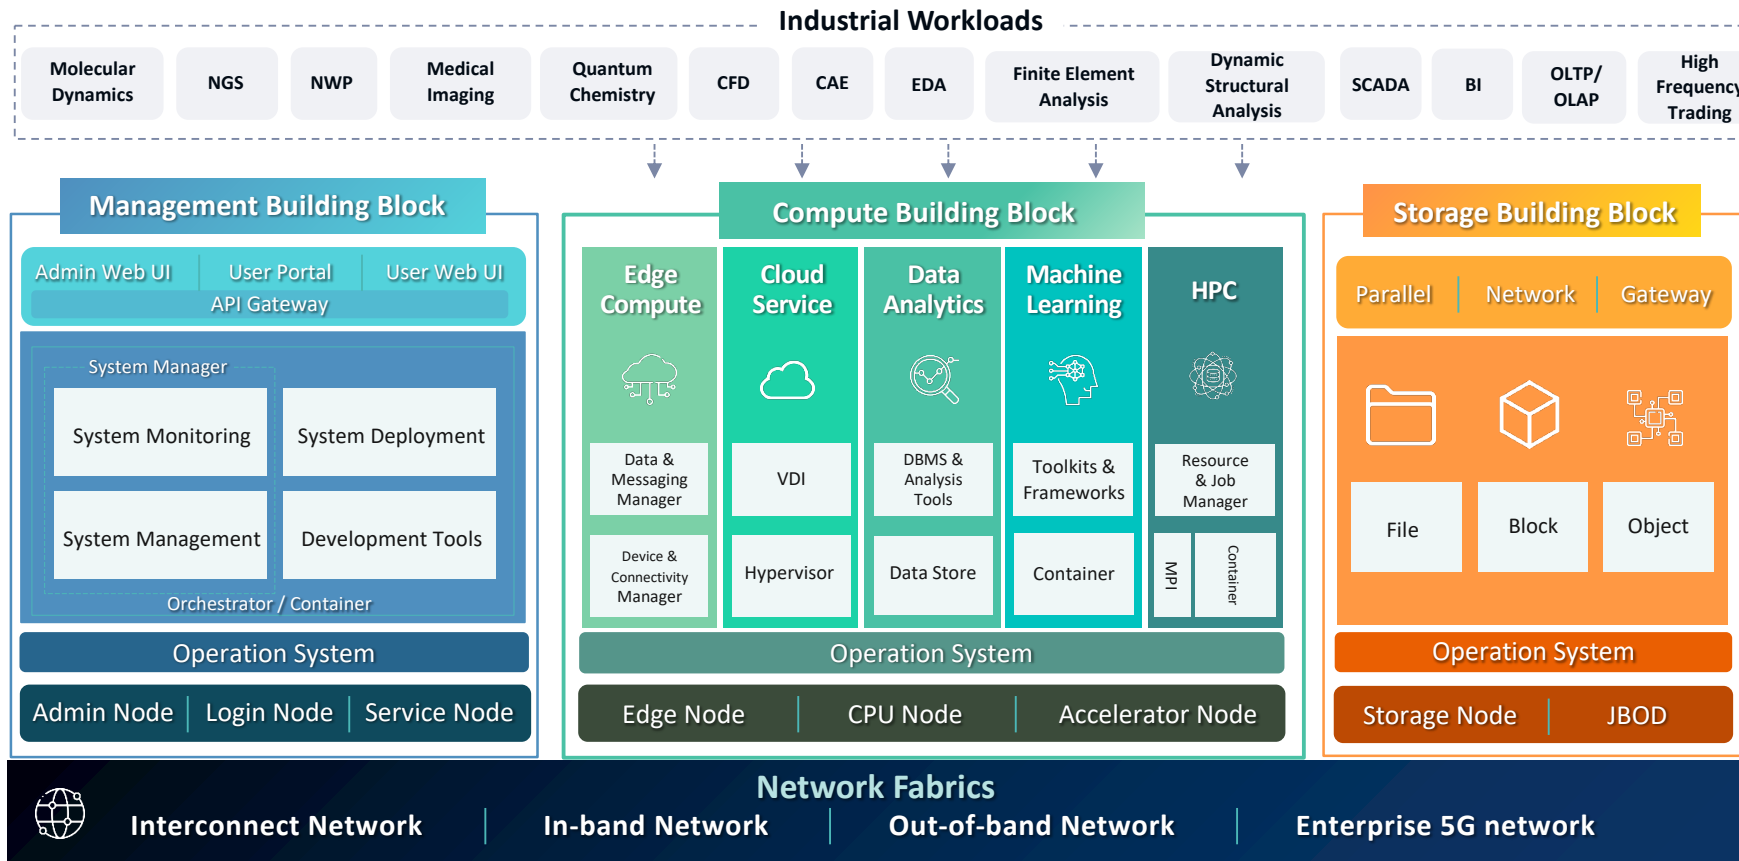 Industrial Workloads
Molecular
Dynamics
NGS
NWP
Medical
Imaging
Quantum
Chemistry
CFD
CAE
EDA
Finite Element
Analysis
Dynamic
Structural
Analysis
SCADA
BI
OLTP/
OLAP
High
Frequency
Trading
Management Building Block
Admin Web UI
User Portal
User Web UI
API Gateway
System Manager
System Monitoring
System Deployment
System Management
Development Tools
Orchestrator / Container
Operation System
Admin Node
Login Node
Service Node
Compute Building Block
Edge
Compute
Data &
Messaging
Manager
Device &
Connectivity
Manager
Cloud
Service
VDI
Hypervisor
Data
Analytics
DBMS &
Analysis
Tools
Data Store
Machine
Learning
Toolkits &
Frameworks
Container
HPC
Resource
& Job
Manager
MPI
Container
Operation System
Edge Node
CPU Node
Accelerator Node
Storage Building Block
Parallel
Network
Gateway
File
Block
Object
Operation System
Storage Node
JBOD
Network Fabrics
Interconnect Network
In-band Network
Out-of-band Network
Enterprise 5G network